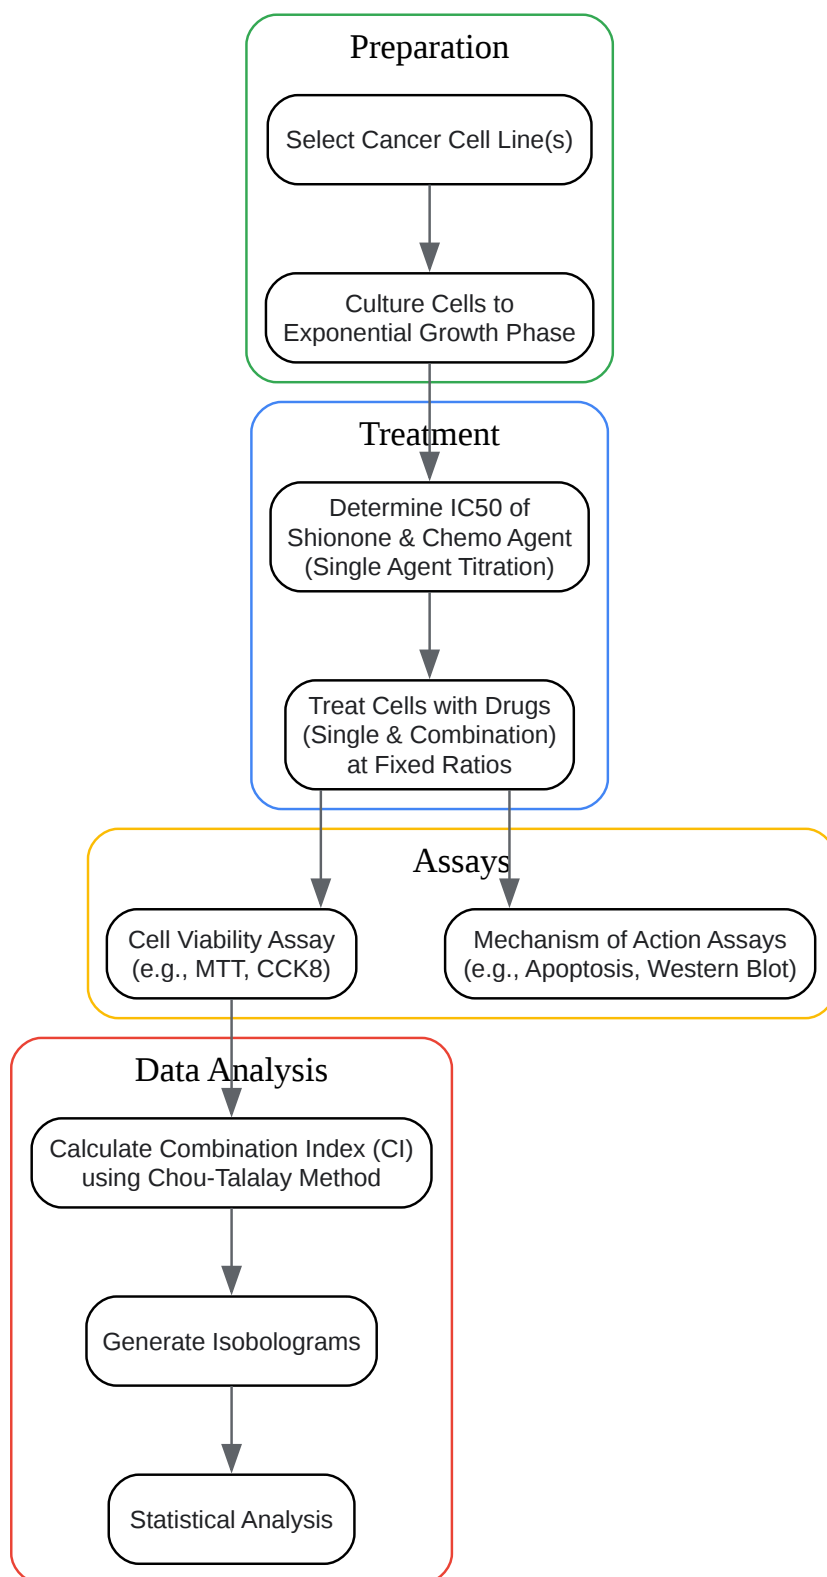 Preparation
Select Cancer Cell Line(s)
Culture Cells to
Exponential Growth Phase
Treatment
Determine IC50 of
Shionone & Chemo Agent
(Single Agent Titration)
Treat Cells with Drugs
(Single & Combination)
at Fixed Ratios
Assays
Cell Viability Assay
(e.g., MTT, CCK8)
Mechanism of Action Assays
(e.g., Apoptosis, Western Blot)
Data Analysis
Calculate Combination Index (CI)
using Chou-Talalay Method
Generate Isobolograms
Statistical Analysis